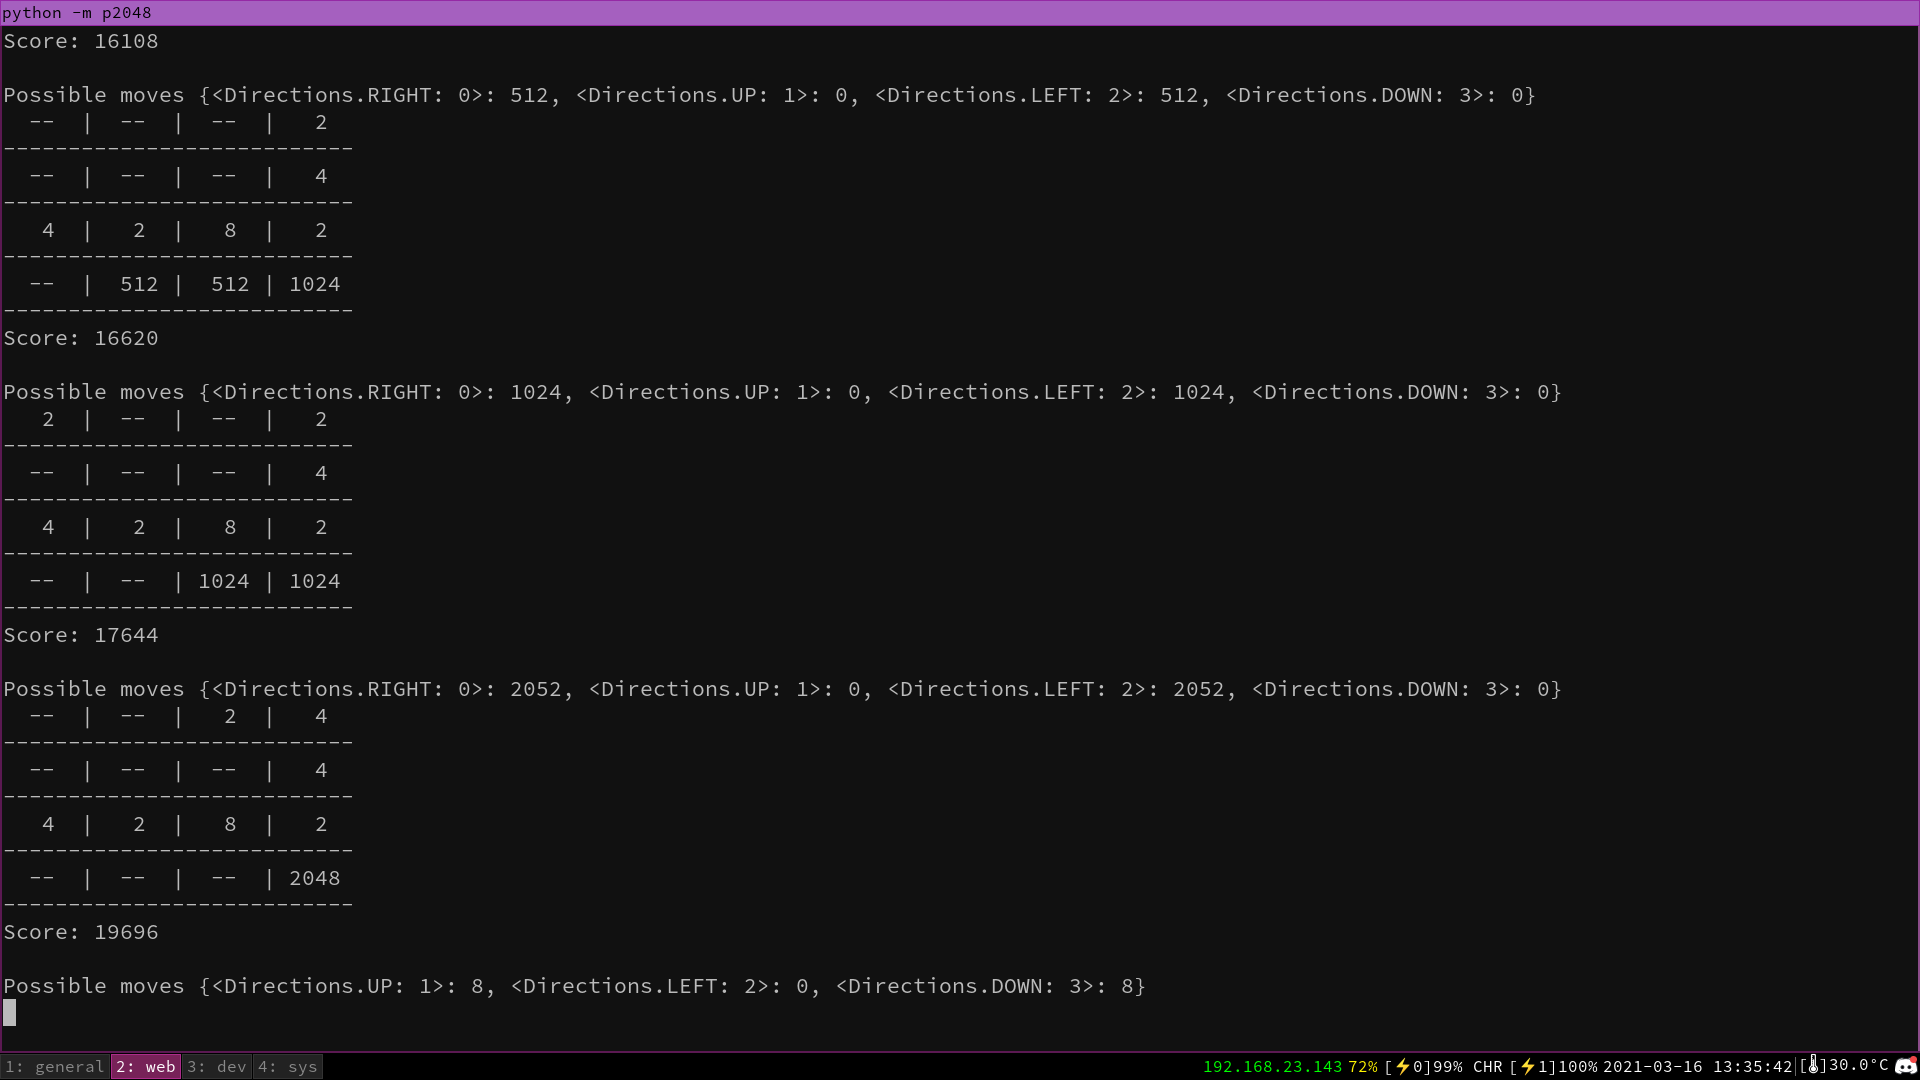 python -m p2048
Score: 16108
Possible moves {<Directions.RIGHT: 0>: 512, <Directions.UP: 1>: 0, <Directions.LEFT: 2>: 512, <Directions.DOWN: 3>: 0}
-- | -- | -- | 2
---------------------------
-- | -- | -- | 4
---------------------------
4 | 2 | 8 | 2
---------------------------
-- | 512 | 512 | 1024
---------------------------
Score: 16620
Possible moves {<Directions.RIGHT: 0>: 1024, <Directions.UP: 1>: 0, <Directions.LEFT: 2>: 1024, <Directions.DOWN: 3>: 0}
2 | -- | -- | 2
---------------------------
-- | -- | -- | 4
---------------------------
4 | 2 | 8 | 2
---------------------------
-- | -- | 1024 | 1024
---------------------------
Score: 17644
Possible moves {<Directions.RIGHT: 0>: 2052, <Directions.UP: 1>: 0, <Directions.LEFT: 2>: 2052, <Directions.DOWN: 3>: 0}
-- | -- | 2 | 4
---------------------------
-- | -- | -- | 4
---------------------------
4 | 2 | 8 | 2
---------------------------
-- | -- | -- | 2048
---------------------------
Score: 19696
Possible moves {<Directions.UP: 1>: 8, <Directions.LEFT: 2>: 0, <Directions.DOWN: 3>: 8}
1: general 2: web 3: dev 4: sys 192.168.23.143 72% [⚡0]99% CHR [⚡1]100% 2021-03-16 13:35:42 [🌡]30.0°C